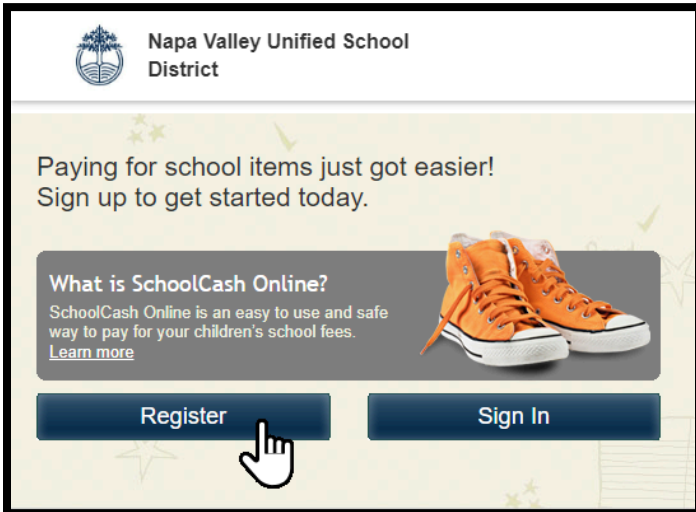 Napa Valley Unified School
District
Paying for school items just got easier!
Sign up to get started today.
What is SchoolCash Online?
SchoolCash Online is an easy to use and safe
way to pay for your children's school fees.
Learn more
Register
Sign In